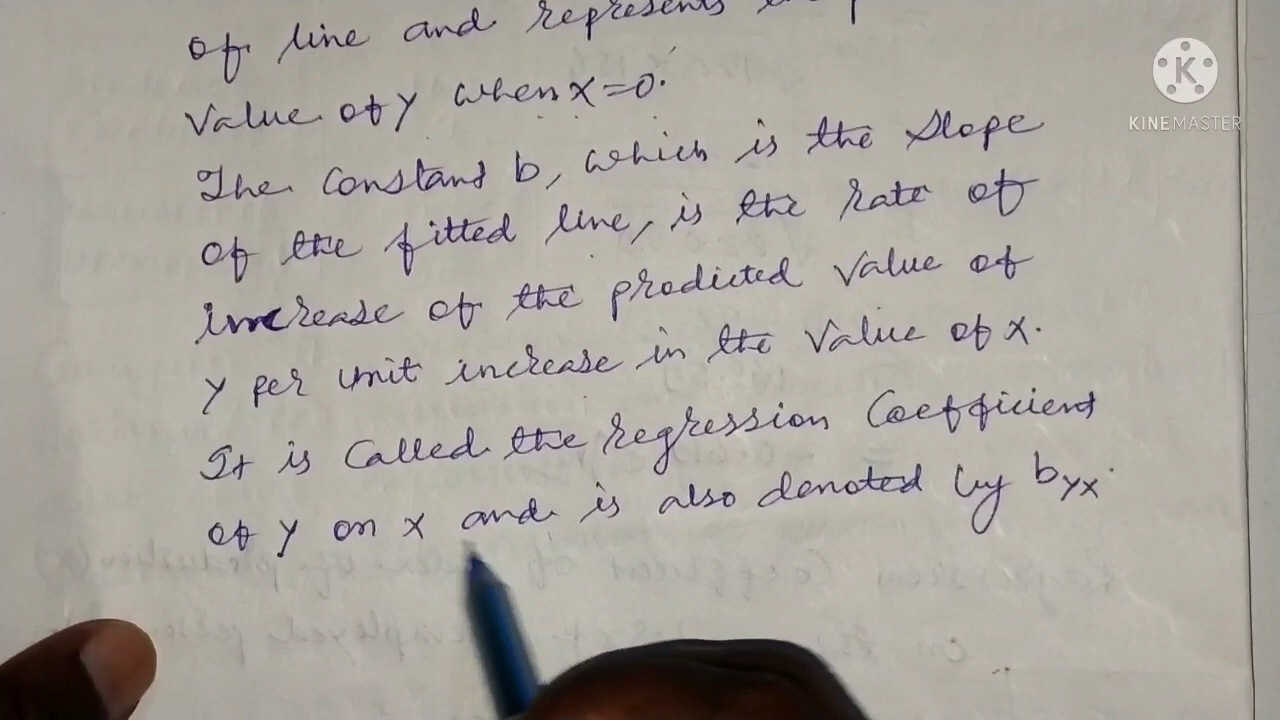 of line and represents the
Value of Y when X=0.
The Constant b, which is the Slope
of the fitted line, is the rate of
increase of the predicted Value of
Y per unit increase in the Value of X.
It is Called the regression Coefficient
of Y on X and is also denoted by bYX.
K
KINEMASTER